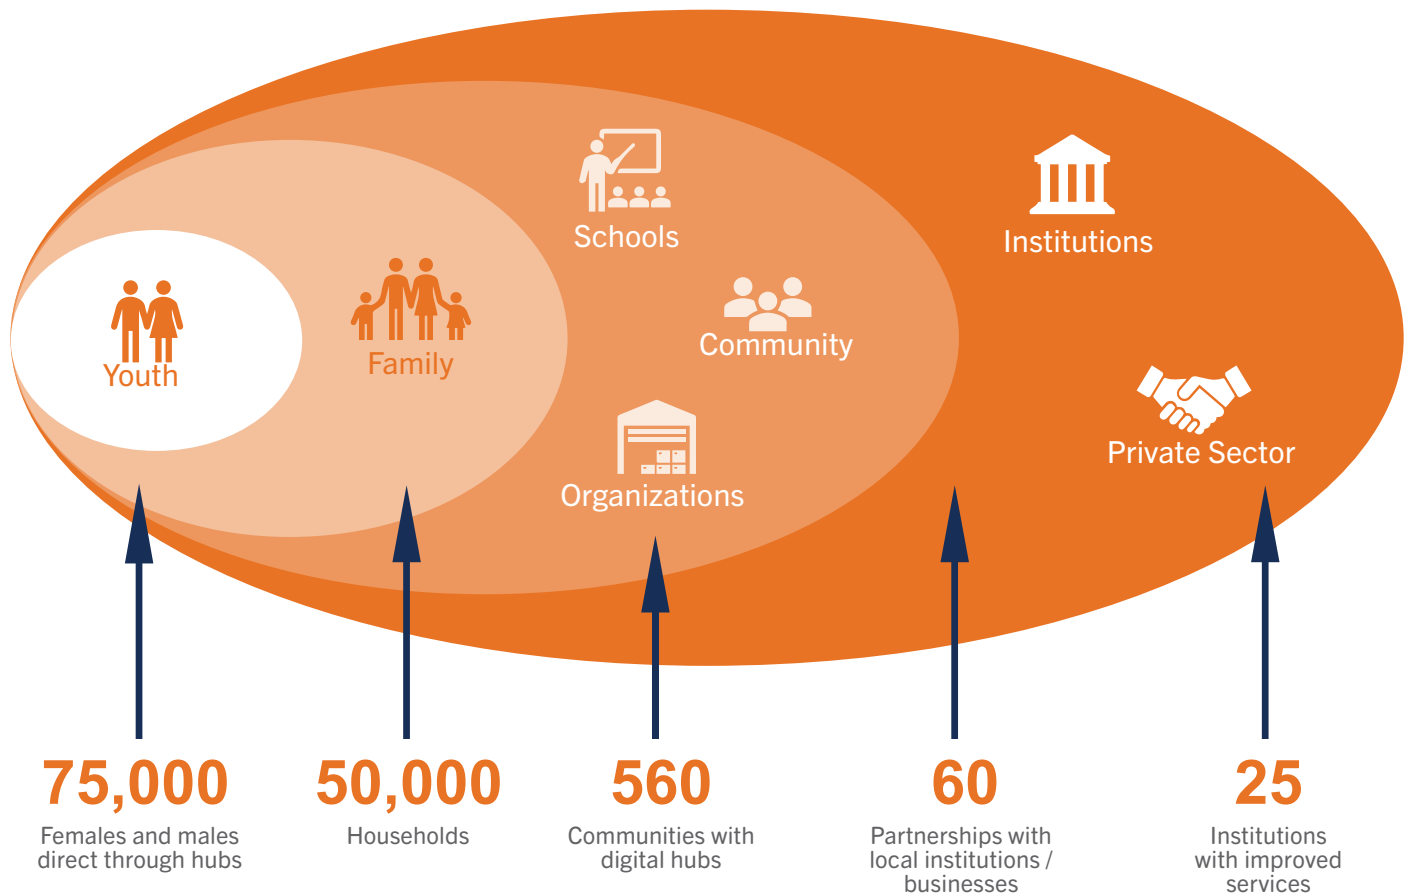 Schools
Institutions
Community
Family
Youth
Private Sector
Organizations
75,000
Females and males
direct through hubs
50,000
Households
560
Communities with
digital hubs
60
Partnerships with
local institutions /
businesses
25
Institutions
with improved
services